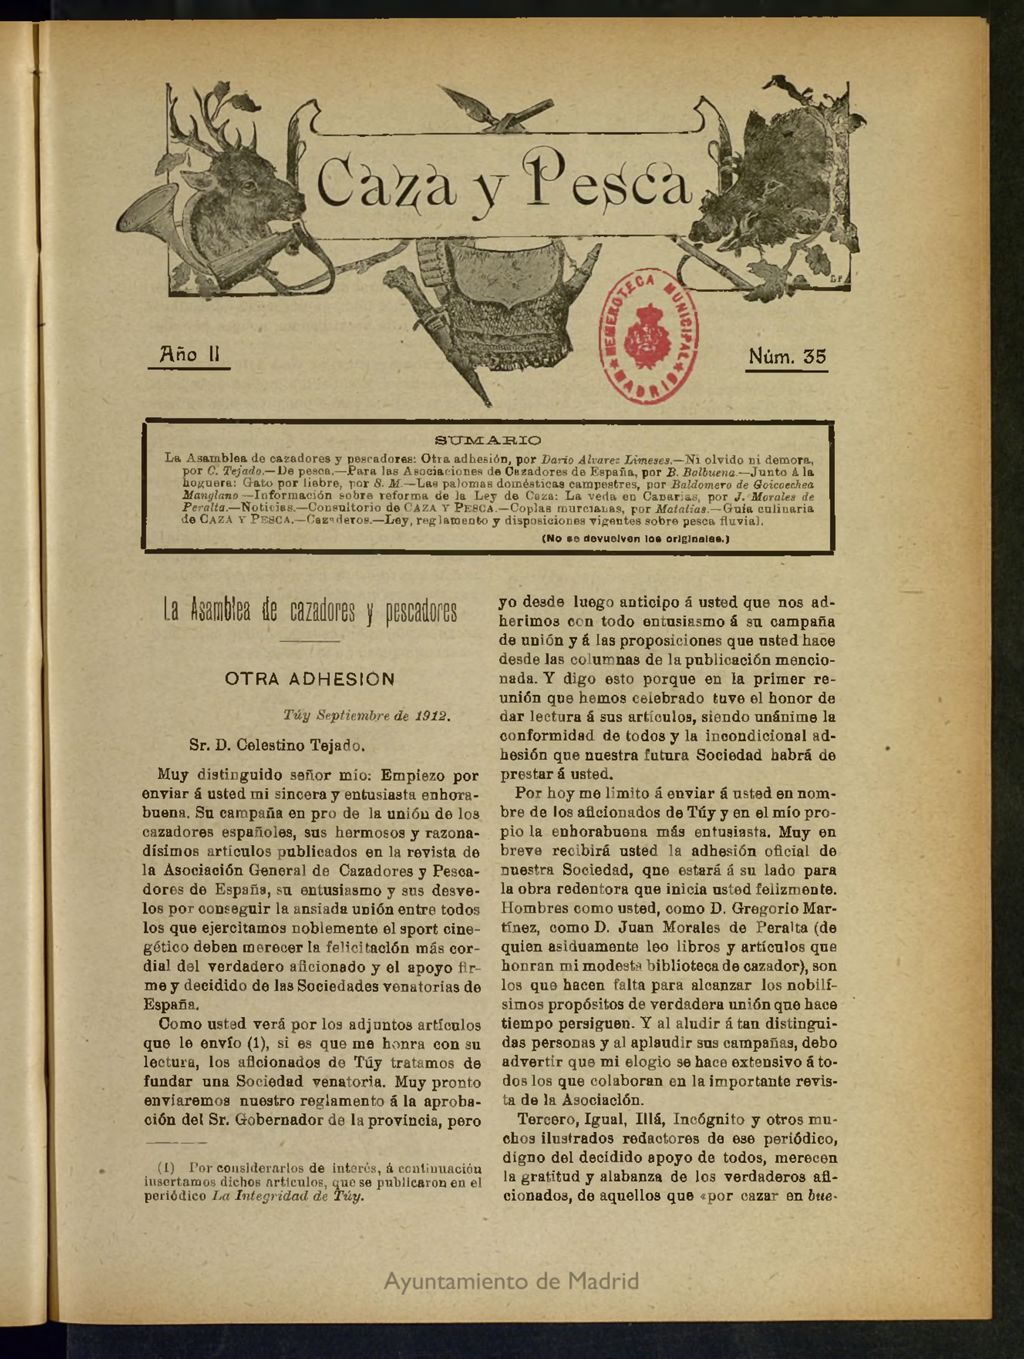 Caza y Pesca
HEMEROTECA MUNICIPAL
MADRID
Año II
Núm. 35
SUMARIO
La Asamblea de cazadores y pescadores: Otra adhesión, por Darío Alvarez Limeses.—Ni olvido ni demora,
por C. Tejado.—De pesca.—Para las Asociaciones de Cazadores de España, por B. Balbuena.—Junto á la
hoguera: Gato por liebre, por S. M.—Las palomas domésticas campestres, por Baldomero de Goicoechea
Manglano—Información sobre reforma de la Ley de Caza: La veda en Canarias, por J. Morales de
Peralta.—Noticias.—Consultorio de CAZA Y PESCA.—Coplas murcianas, por Matalías.—Guía culinaria
de CAZA Y PESCA.—Cazaderos.—Ley, reglamento y disposiciones vigentes sobre pesca fluvial.
(No se devuelven los originales.)
La Asamblea de cazadores y pescadores
OTRA ADHESIÓN
Túy Septiembre de 1912.
Sr. D. Celestino Tejado.
Muy distinguido señor mío: Empiezo por
enviar á usted mi sincera y entusiasta enhora-
buena. Su campaña en pro de la unión de los
cazadores españoles, sus hermosos y razona-
dísimos artículos publicados en la revista de
la Asociación General de Cazadores y Pesca-
dores de España, su entusiasmo y sus desve-
los por conseguir la ansiada unión entre todos
los que ejercitamos noblemente el sport cine-
gético deben merecer la felicitación más cor-
dial del verdadero aficionado y el apoyo fir-
me y decidido de las Sociedades venatorias de
España.
Como usted verá por los adjuntos artículos
que le envío (1), si es que me honra con su
lectura, los aficionados de Túy tratamos de
fundar una Sociedad venatoria. Muy pronto
enviaremos nuestro reglamento á la aproba-
ción del Sr. Gobernador de la provincia, pero
(1) Por considerarlos de interés, á continuación
insertamos dichos artículos, que se publicaron en el
periódico La Integridad de Túy.
yo desde luego anticipo á usted que nos ad-
herimos con todo entusiasmo á su campaña
de unión y á las proposiciones que usted hace
desde las columnas de la publicación mencio-
nada. Y digo esto porque en la primer re-
unión que hemos celebrado tuve el honor de
dar lectura á sus artículos, siendo unánime la
conformidad de todos y la incondicional ad-
hesión que nuestra futura Sociedad habrá de
prestar á usted.
Por hoy me limito á enviar á usted en nom-
bre de los aficionados de Túy y en el mío pro-
pio la enhorabuena más entusiasta. Muy en
breve recibirá usted la adhesión oficial de
nuestra Sociedad, que estará á su lado para
la obra redentora que inicia usted felizmente.
Hombres como usted, como D. Gregorio Mar-
tínez, como D. Juan Morales de Peralta (de
quien asiduamente leo libros y artículos que
honran mi modesta biblioteca de cazador), son
los que hacen falta para alcanzar los nobilí-
simos propósitos de verdadera unión que hace
tiempo persiguen. Y al aludir á tan distingui-
das personas y al aplaudir sus campañas, debo
advertir que mi elogio se hace extensivo á to-
dos los que colaboran en la importante revis-
ta de la Asociación.
Tercero, Igual, Illá, Incógnito y otros mu-
chos ilustrados redactores de ese periódico,
digno del decidido apoyo de todos, merecen
la gratitud y alabanza de los verdaderos afi-
cionados, de aquellos que «por cazar en bue-
Ayuntamiento de Madrid